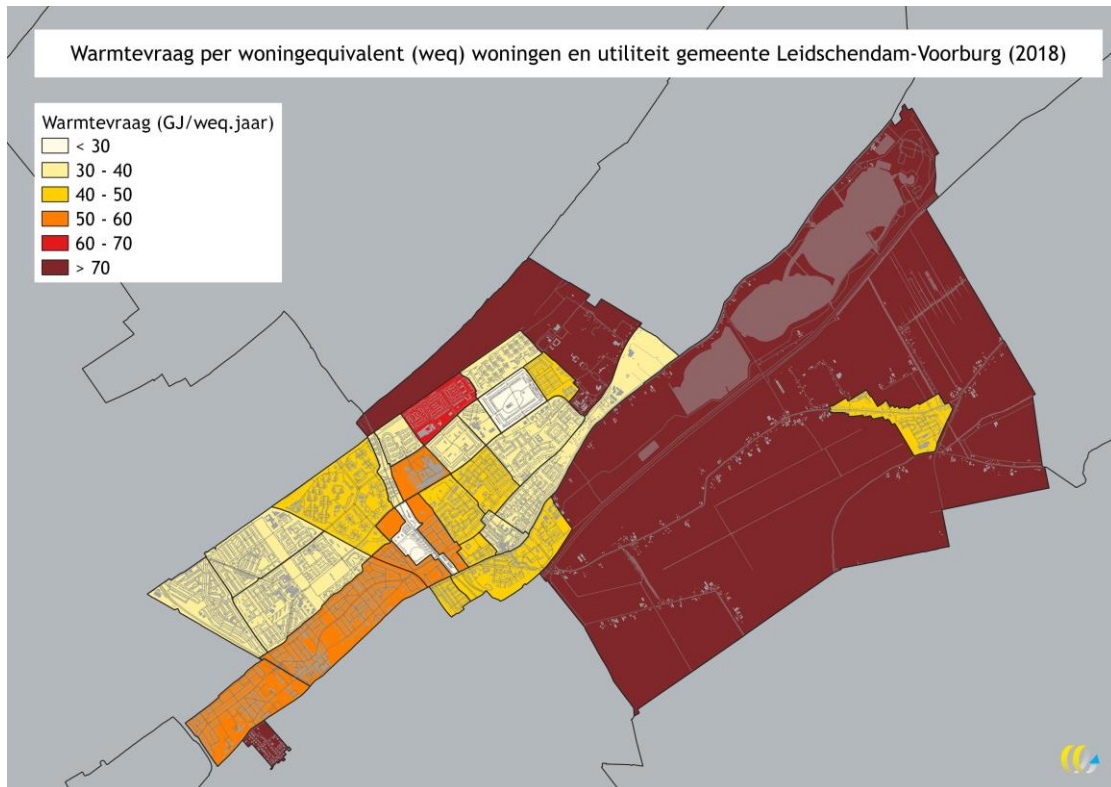 Warmtevraag per woningequivalent (weq) woningen en utiliteit gemeente Leidschendam-Voorburg (2018)
Warmtevraag (GJ/weq.jaar)
< 30
30 - 40
40 - 50
50 - 60
60 - 70
> 70